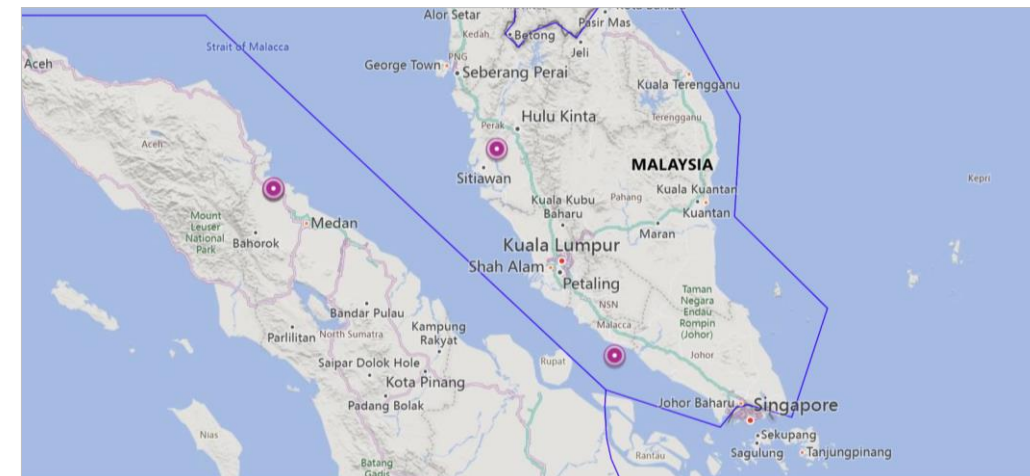 Alor Setar
Pasir Mas
Kedah
Betong
Jeli
Strait of Malacca
PNG
Aceh
George Town
Seberang Perai
Kuala Terengganu
Hulu Kinta
Terengganu
Perak
Aceh
MALAYSIA
Sitiawan
Kepri
Kuala Kuantan
Kuala Kubu
Baharu
Pahang
Kuantan
Mount
Leuser
National
Park
Medan
Maran
Bahorok
Kuala Lumpur
Shah Alam
Petaling
Taman
Negara
Endau
Rompin
(Johor)
NSN
Bandar Pulau
Malacca
Kampung
Rakyat
Parlilitan
North Sumatra
Johor
Saipar Dolok Hole
Rupat
Kota Pinang
Padang Bolak
Johor Baharu
Singapore
Nias
Sekupang
Sagulung
Tanjungpinang
Rantau
Batang
Gadis